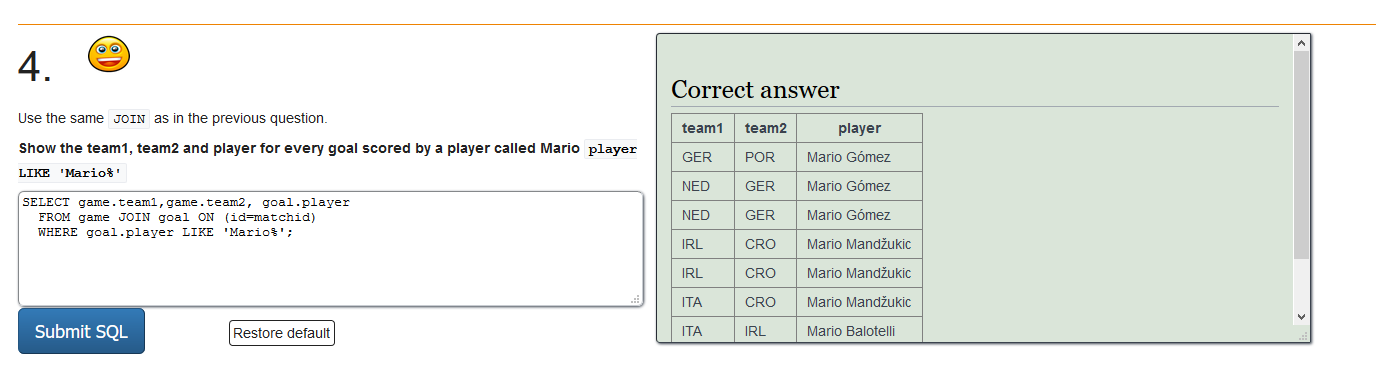 4.
Use the same JOIN as in the previous question.
Show the team1, team2 and player for every goal scored by a player called Mario player
LIKE 'Mario%'
SELECT game.team1,game.team2, goal.player
FROM game JOIN goal ON (id=matchid)
WHERE goal.player LIKE 'Mario%';
Submit SQL
Restore default
Correct answer
team1 team2 player
GER POR Mario Gómez
NED GER Mario Gómez
NED GER Mario Gómez
IRL CRO Mario Mandžukic
IRL CRO Mario Mandžukic
ITA CRO Mario Mandžukic
ITA IRL Mario Balotelli